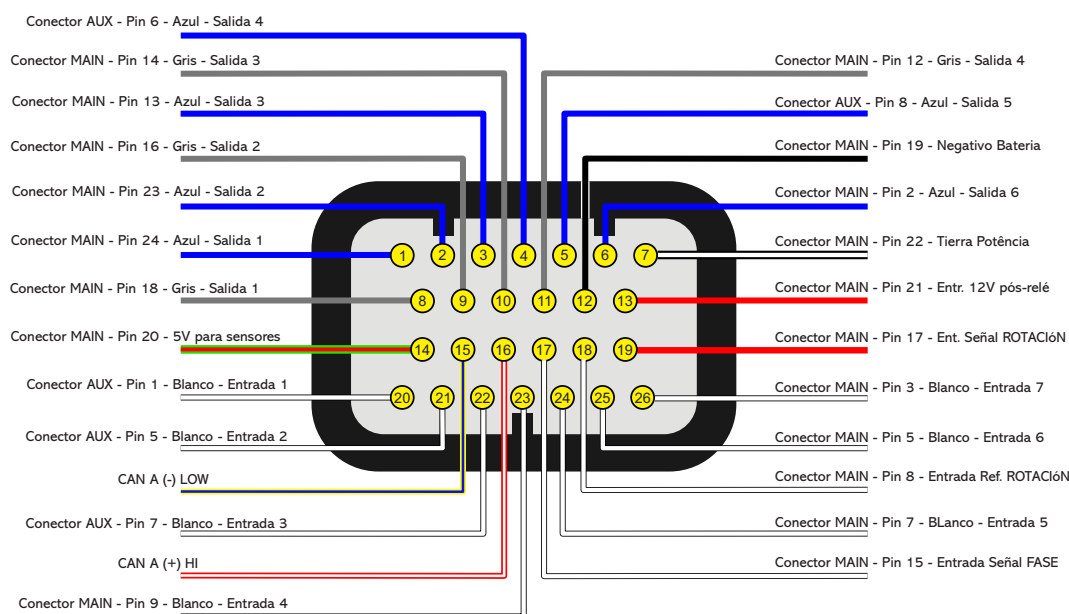 Conector AUX - Pin 6 - Azul - Salida 4
Conector MAIN - Pin 14 - Gris - Salida 3
Conector MAIN - Pin 13 - Azul - Salida 3
Conector MAIN - Pin 16 - Gris - Salida 2
Conector MAIN - Pin 23 - Azul - Salida 2
Conector MAIN - Pin 24 - Azul - Salida 1
Conector MAIN - Pin 18 - Gris - Salida 1
Conector MAIN - Pin 20 - 5V para sensores
Conector AUX - Pin 1 - Blanco - Entrada 1
Conector AUX - Pin 5 - Blanco - Entrada 2
CAN A (-) LOW
Conector AUX - Pin 7 - Blanco - Entrada 3
CAN A (+) HI
Conector MAIN - Pin 9 - Blanco - Entrada 4
1 2 3 4 5 6 7
8 9 10 11 12 13
14 15 16 17 18 19
20 21 22 23 24 25 26
Conector MAIN - Pin 12 - Gris - Salida 4
Conector AUX - Pin 8 - Azul - Salida 5
Conector MAIN - Pin 19 - Negativo Bateria
Conector MAIN - Pin 2 - Azul - Salida 6
Conector MAIN - Pin 22 - Tierra Potência
Conector MAIN - Pin 21 - Entr. 12V pós-relé
Conector MAIN - Pin 17 - Ent. Señal ROTACIóN
Conector MAIN - Pin 3 - Blanco - Entrada 7
Conector MAIN - Pin 5 - Blanco - Entrada 6
Conector MAIN - Pin 8 - Entrada Ref. ROTACIóN
Conector MAIN - Pin 7 - BLanco - Entrada 5
Conector MAIN - Pin 15 - Entrada Señal FASE